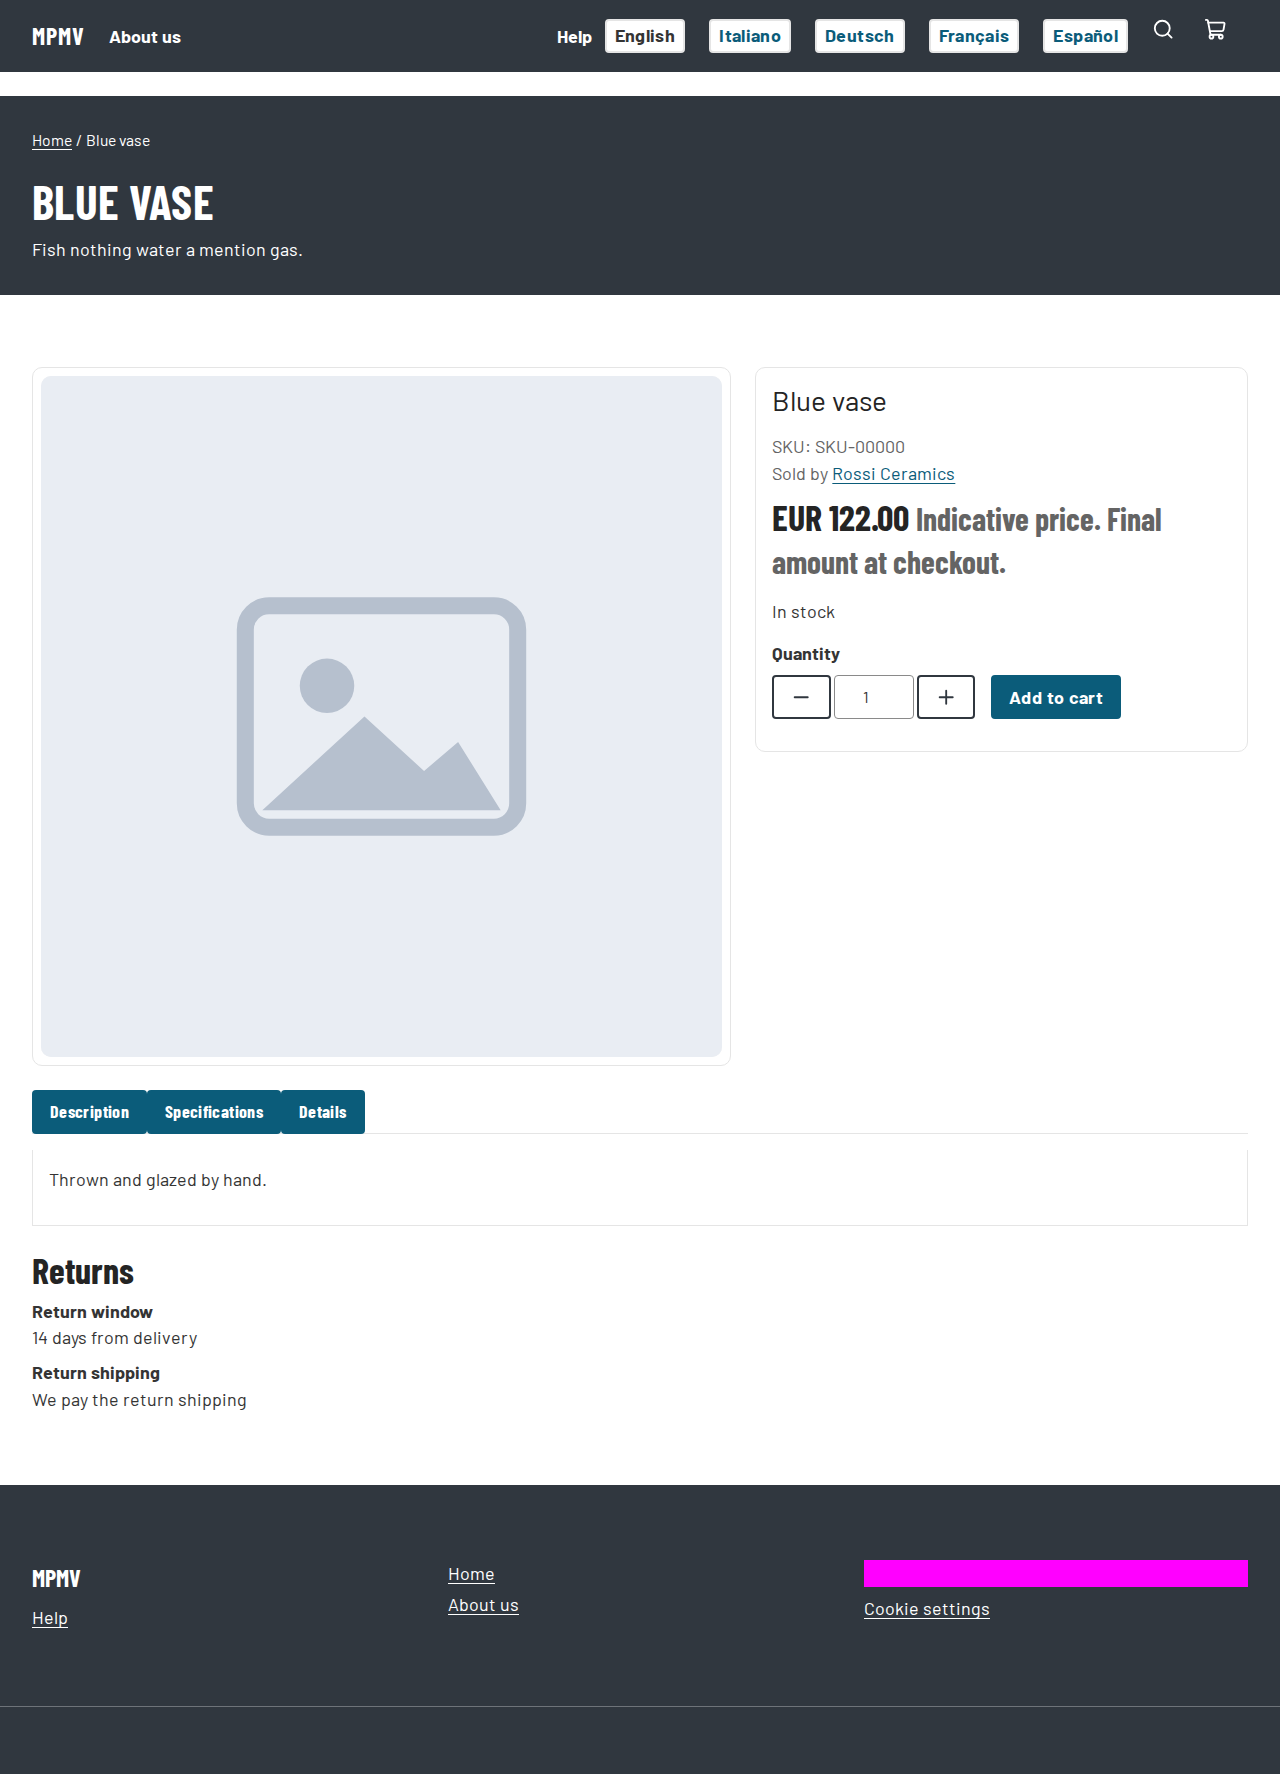 MPMV About us Help English Italiano Deutsch Français Español
Home / Blue vase
BLUE VASE
Fish nothing water a mention gas.
Blue vase
SKU: SKU-00000
Sold by Rossi Ceramics
EUR 122.00 Indicative price. Final
amount at checkout.
In stock
Quantity
1
Add to cart
Description Specifications Details
Thrown and glazed by hand.
Returns
Return window
14 days from delivery
Return shipping
We pay the return shipping
MPMV
Help
Home
About us
Cookie settings